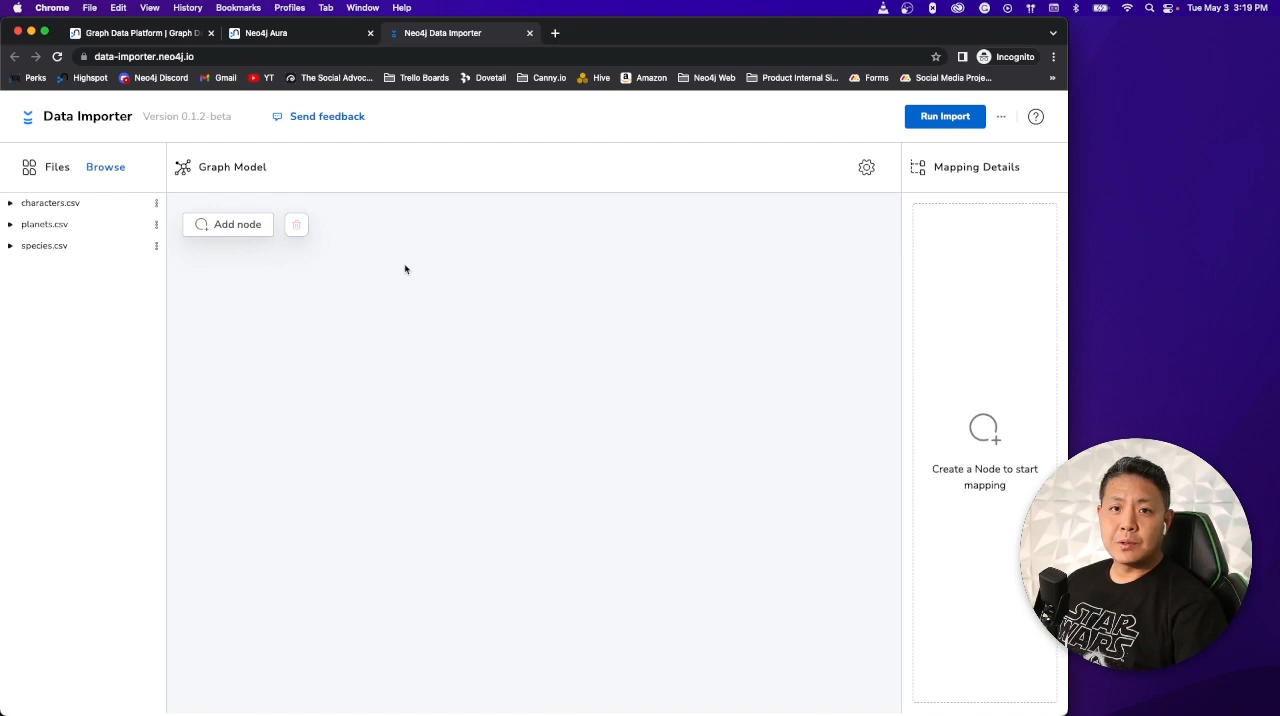 Chrome File Edit View History Bookmarks Profiles Tab Window Help Tue May 3 3:19 PM
Graph Data Platform | Graph D Neo4j Aura Neo4j Data Importer
data-importer.neo4j.io Incognito
Perks Highspot Neo4j Discord Gmail YT The Social Advoc... Trello Boards Dovetail Canny.io Hive Amazon Neo4j Web Product Internal Si... Forms Social Media Proje... »
Data Importer Version 0.1.2-beta Send feedback Run Import ... ?
Files Browse Graph Model Mapping Details
characters.csv
Add node
planets.csv
species.csv
Create a Node to start
mapping
STAR
WARS